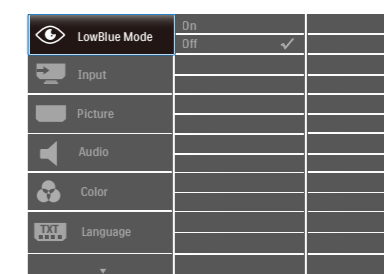 LowBlue Mode
On
Off
Input
Picture
Audio
Color
TXT
Language